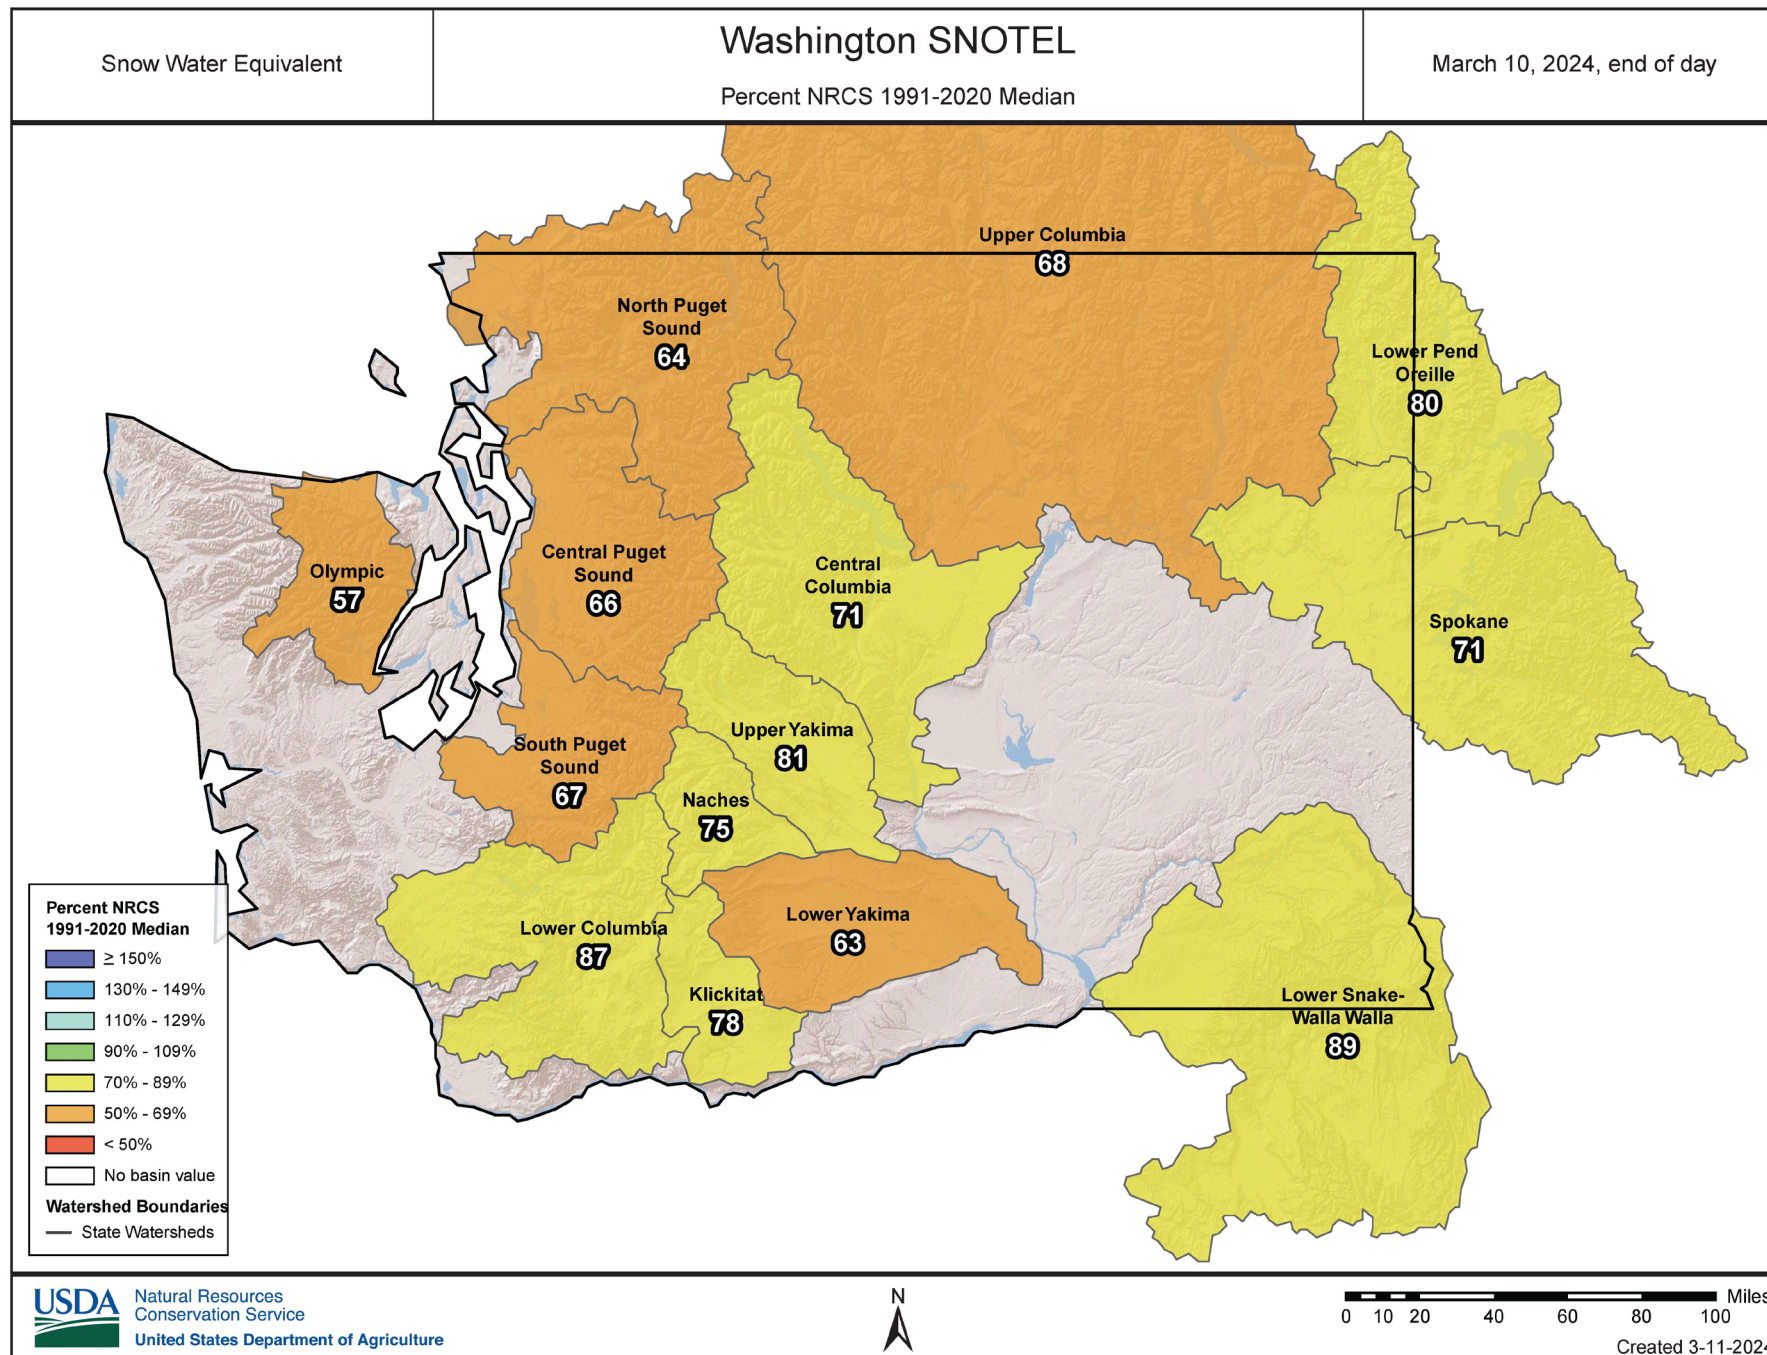 Snow Water Equivalent
Washington SNOTEL
Percent NRCS 1991-2020 Median
March 10, 2024, end of day
Upper Columbia
68
North Puget
Sound
64
Lower Pend
Oreille
80
Central Puget
Sound
66
Olympic
57
Central
Columbia
71
Spokane
71
Upper Yakima
81
South Puget
Sound
67
Naches
75
Lower Yakima
63
Lower Columbia
87
Klickitat
78
Lower Snake-
Walla Walla
89
Percent NRCS
1991-2020 Median
≥ 150%
130% - 149%
110% - 129%
90% - 109%
70% - 89%
50% - 69%
< 50%
No basin value
Watershed Boundaries
State Watersheds
USDA
Natural Resources
Conservation Service
United States Department of Agriculture
N
Miles
0 10 20 40 60 80 100
Created 3-11-2024